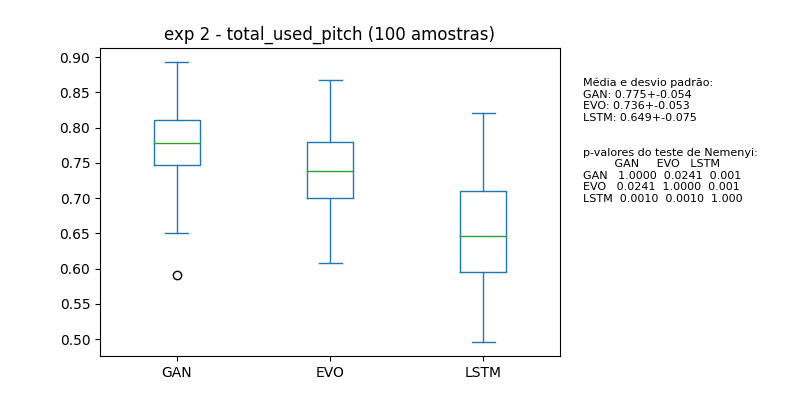 exp 2 - total_used_pitch (100 amostras)
0.90
0.85
0.80
0.75
0.70
0.65
0.60
0.55
0.50
GAN EVO LSTM
Média e desvio padrão:
GAN: 0.775+-0.054
EVO: 0.736+-0.053
LSTM: 0.649+-0.075
p-valores do teste de Nemenyi:
GAN EVO LSTM
GAN 1.0000 0.0241 0.001
EVO 0.0241 1.0000 0.001
LSTM 0.0010 0.0010 1.000